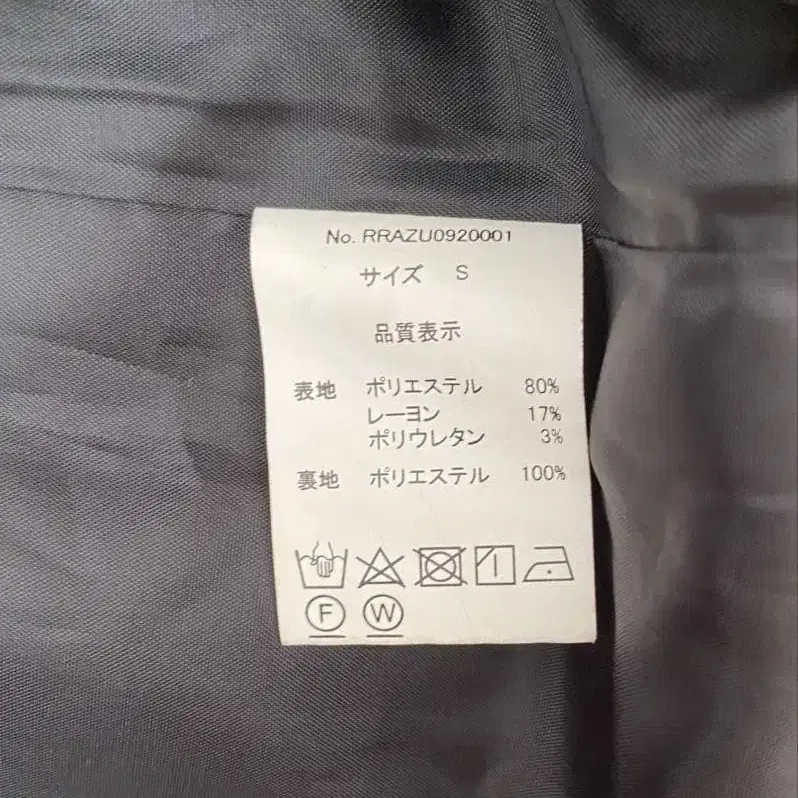 No. RRAZU0920001
サイズ S
品質表示
表地 ポリエステル 80%
レーヨン 17%
ポリウレタン 3%
裏地 ポリエステル 100%
F W